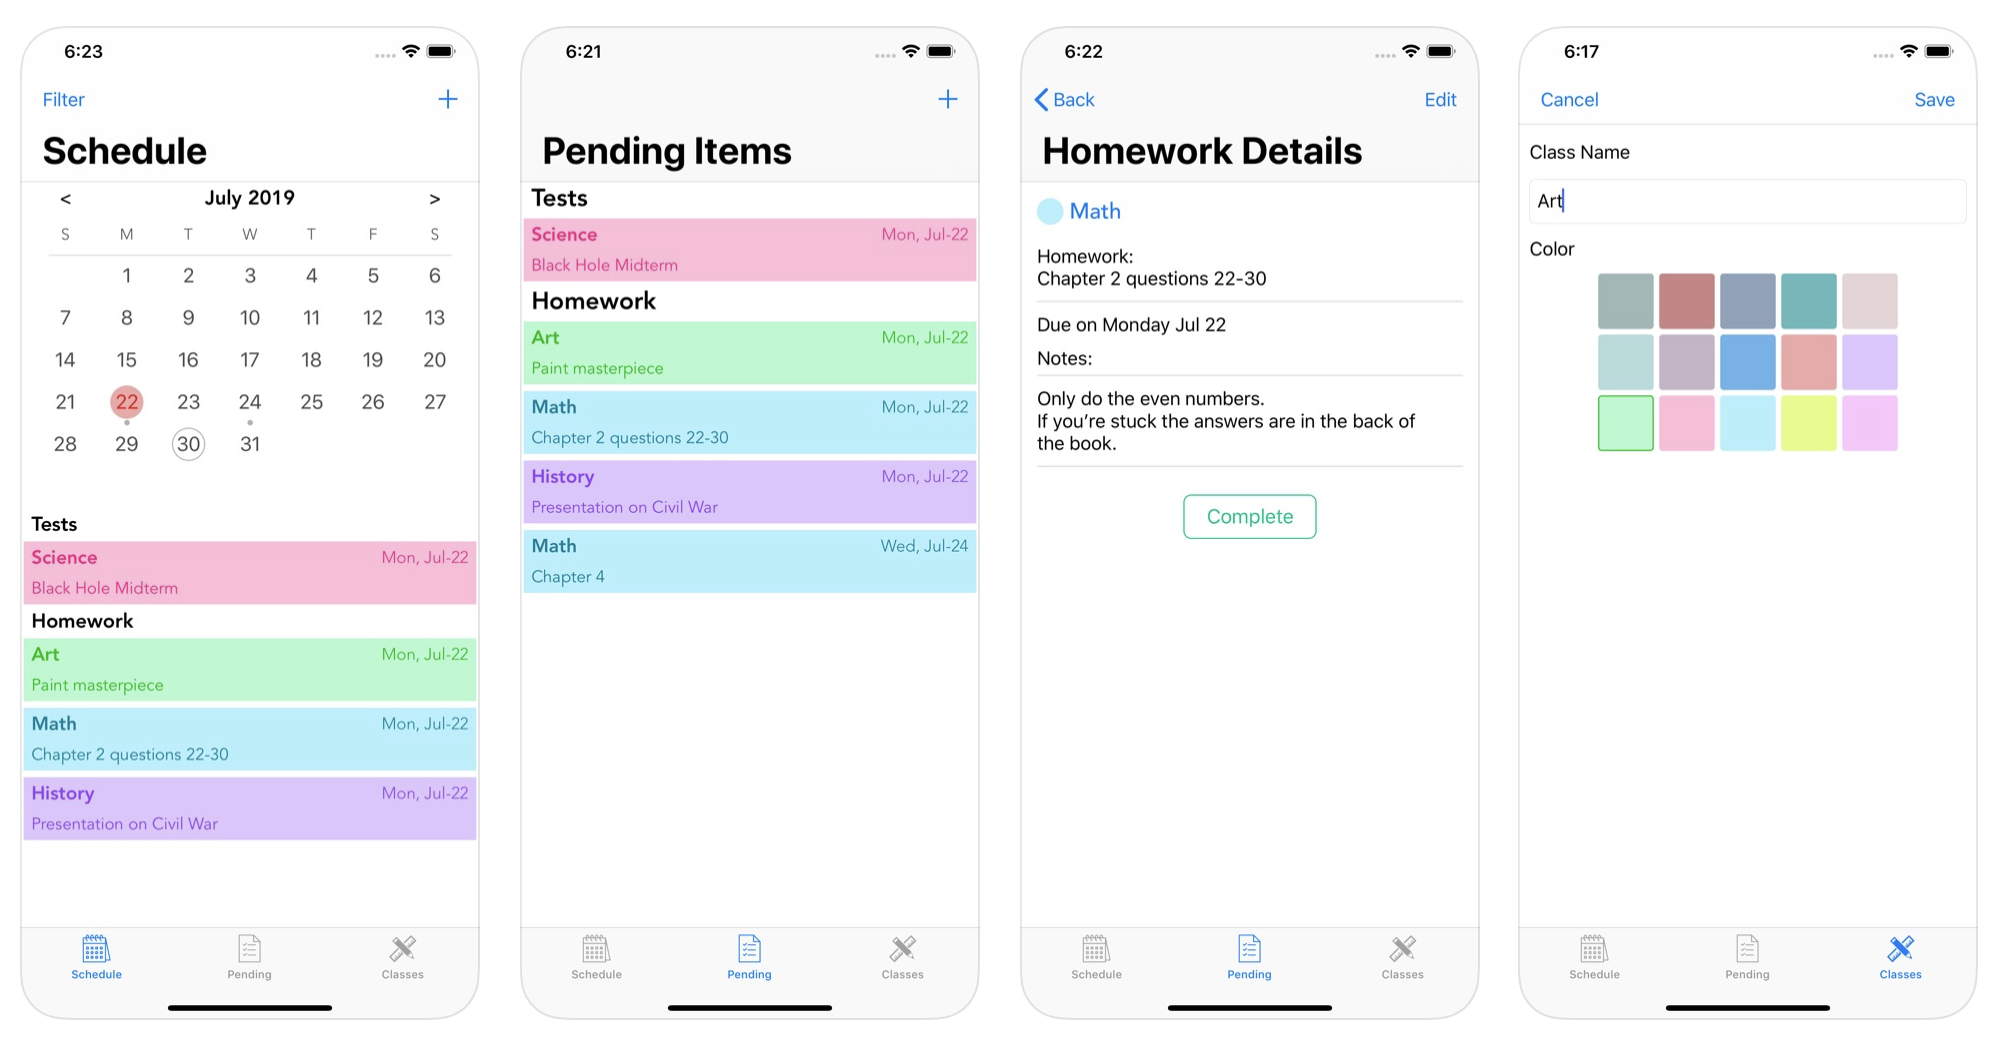 6:23
Filter +
Schedule
< July 2019 >
S M T W T F S
1 2 3 4 5 6
7 8 9 10 11 12 13
14 15 16 17 18 19 20
21 22 23 24 25 26 27
28 29 30 31
Tests
Science Mon, Jul-22
Black Hole Midterm
Homework
Art Mon, Jul-22
Paint masterpiece
Math Mon, Jul-22
Chapter 2 questions 22-30
History Mon, Jul-22
Presentation on Civil War
Schedule Pending Classes
6:21
+
Pending Items
Tests
Science Mon, Jul-22
Black Hole Midterm
Homework
Art Mon, Jul-22
Paint masterpiece
Math Mon, Jul-22
Chapter 2 questions 22-30
History Mon, Jul-22
Presentation on Civil War
Math Wed, Jul-24
Chapter 4
Schedule Pending Classes
6:22
Back Edit
Homework Details
Math
Homework:
Chapter 2 questions 22-30
Due on Monday Jul 22
Notes:
Only do the even numbers.
If you’re stuck the answers are in the back of
the book.
Complete
Schedule Pending Classes
6:17
Cancel Save
Class Name
Art
Color
Schedule Pending Classes